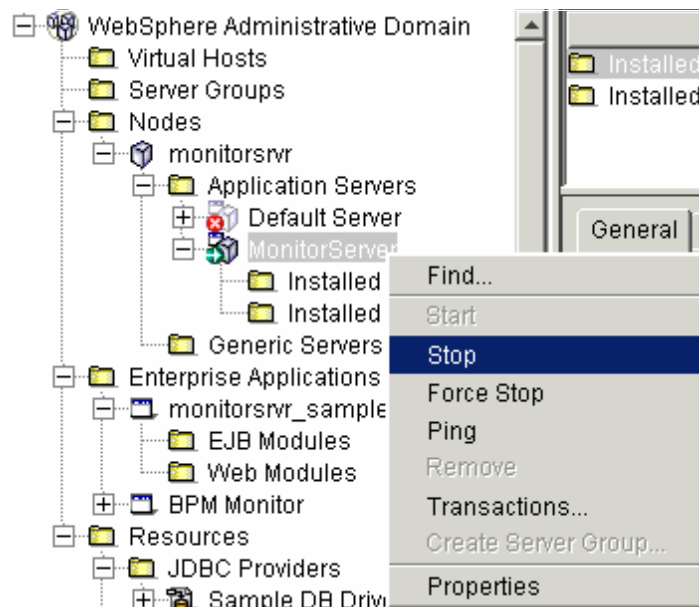 WebSphere Administrative Domain
Virtual Hosts
Server Groups
Nodes
monitorsrvr
Application Servers
Default Server
MonitorServer
Installed
Installed
Generic Servers
Enterprise Applications
monitorsrvr_sample
EJB Modules
Web Modules
BPM Monitor
Resources
JDBC Providers
Sample DB Driv
Installed
Installed
General
Find...
Start
Stop
Force Stop
Ping
Remove
Transactions...
Create Server Group...
Properties